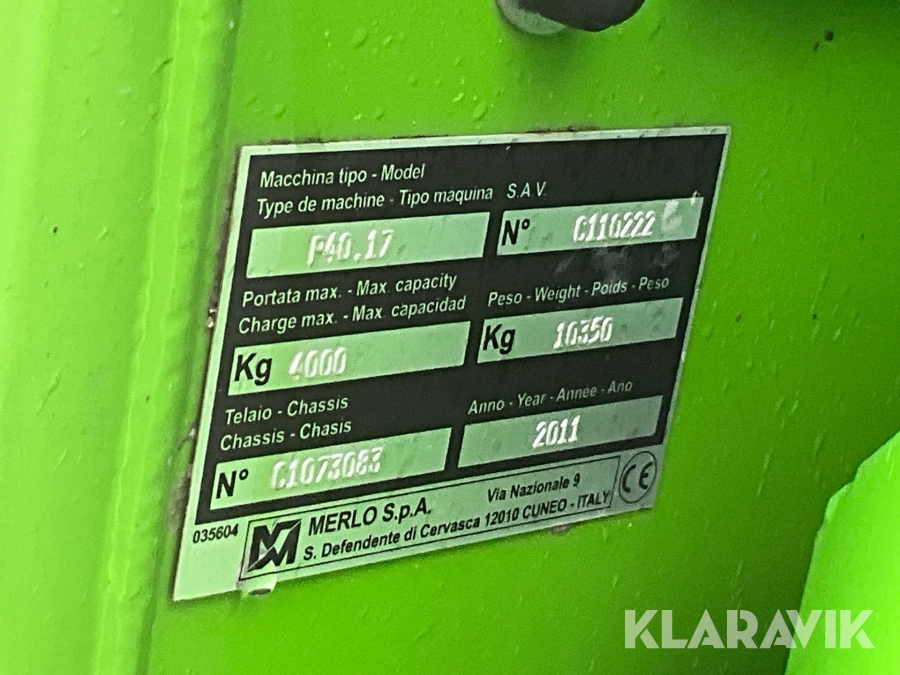 Macchina tipo - Model
Type de machine - Tipo maquina
S.A.V.
P40.17
N° C110222
Portata max. - Max. capacity
Charge max. - Max. capacidad
Peso - Weight - Poids - Peso
Kg 4000
Kg 10350
Telaio - Chassis
Chassis - Chasis
Anno - Year - Annee - Ano
N° C1073083
2011
035604
MERLO S.p.A.
Via Nazionale 9
S. Defendente di Cervasca 12010 CUNEO - ITALY
CE
KLARAVIK